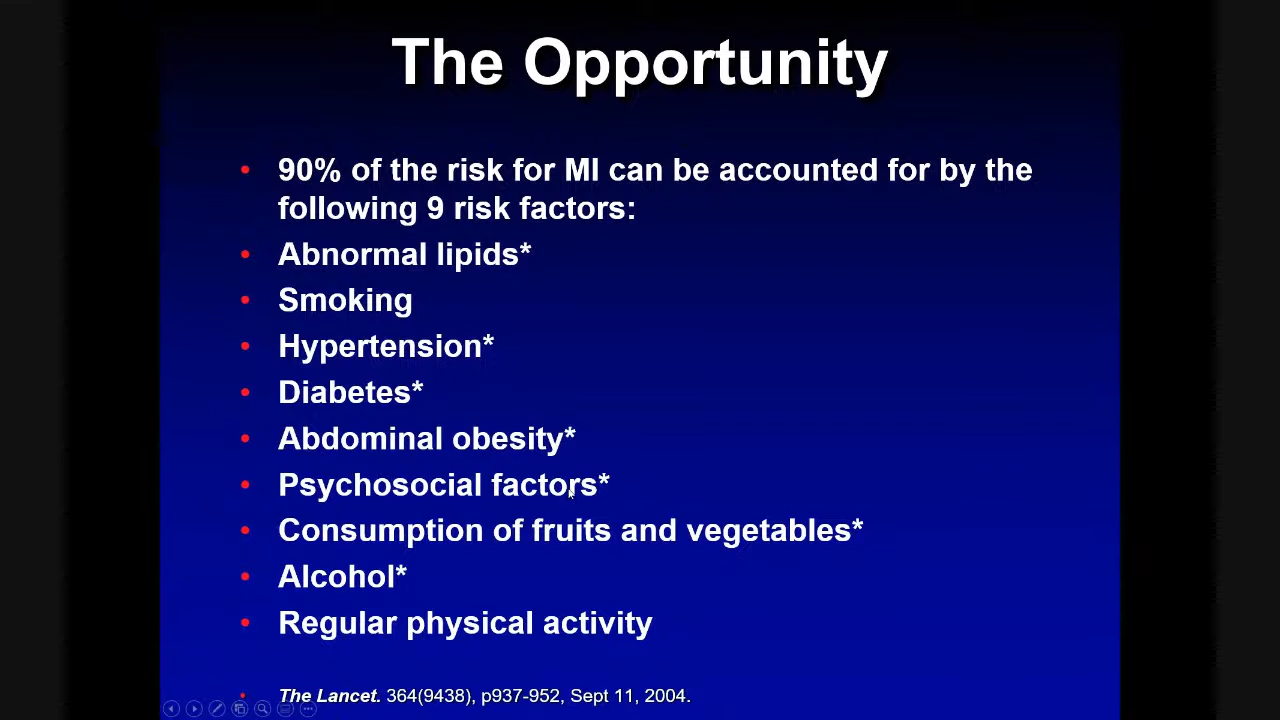 The Opportunity
• 90% of the risk for MI can be accounted for by the
following 9 risk factors:
• Abnormal lipids*
• Smoking
• Hypertension*
• Diabetes*
• Abdominal obesity*
• Psychosocial factors*
• Consumption of fruits and vegetables*
• Alcohol*
• Regular physical activity
• The Lancet. 364(9438), p937-952, Sept 11, 2004.